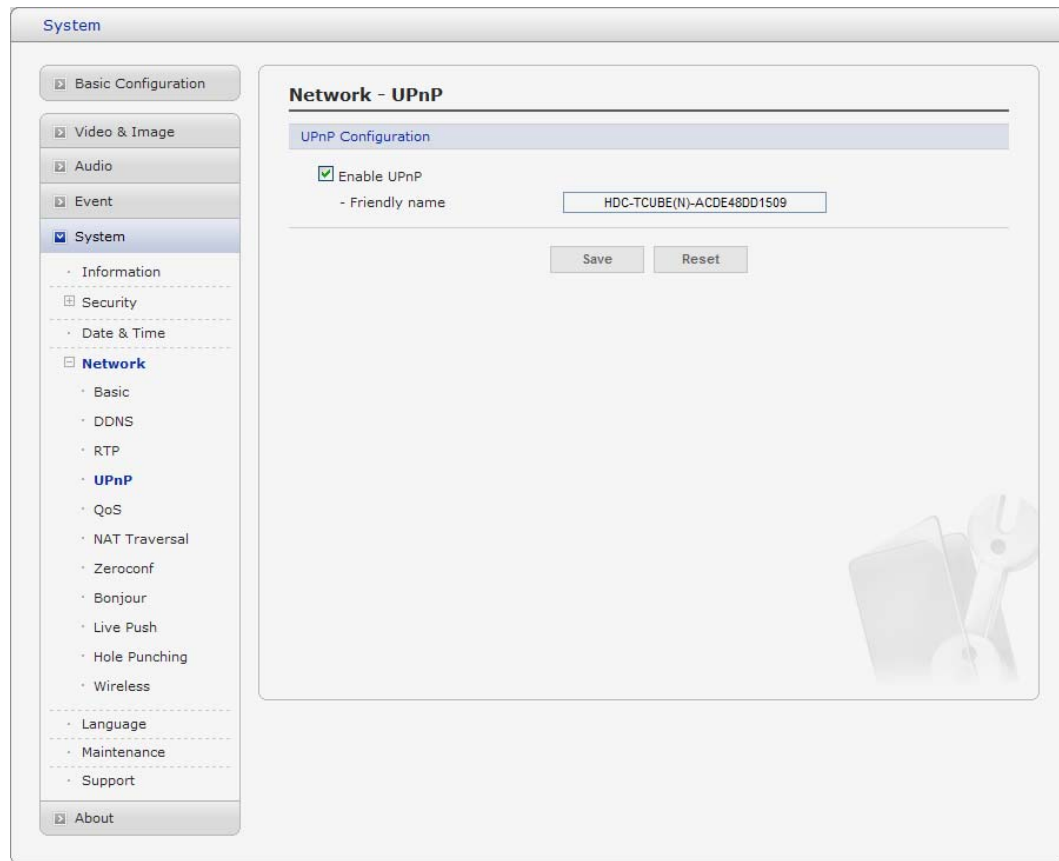 System
Basic Configuration
Video & Image
Audio
Event
System
Information
Security
Date & Time
Network
Basic
DDNS
RTP
UPnP
QoS
NAT Traversal
Zeroconf
Bonjour
Live Push
Hole Punching
Wireless
Language
Maintenance
Support
About
Network - UPnP
UPnP Configuration
Enable UPnP
- Friendly name HDC-TCUBE(N)-ACDE48DD1509
Save Reset